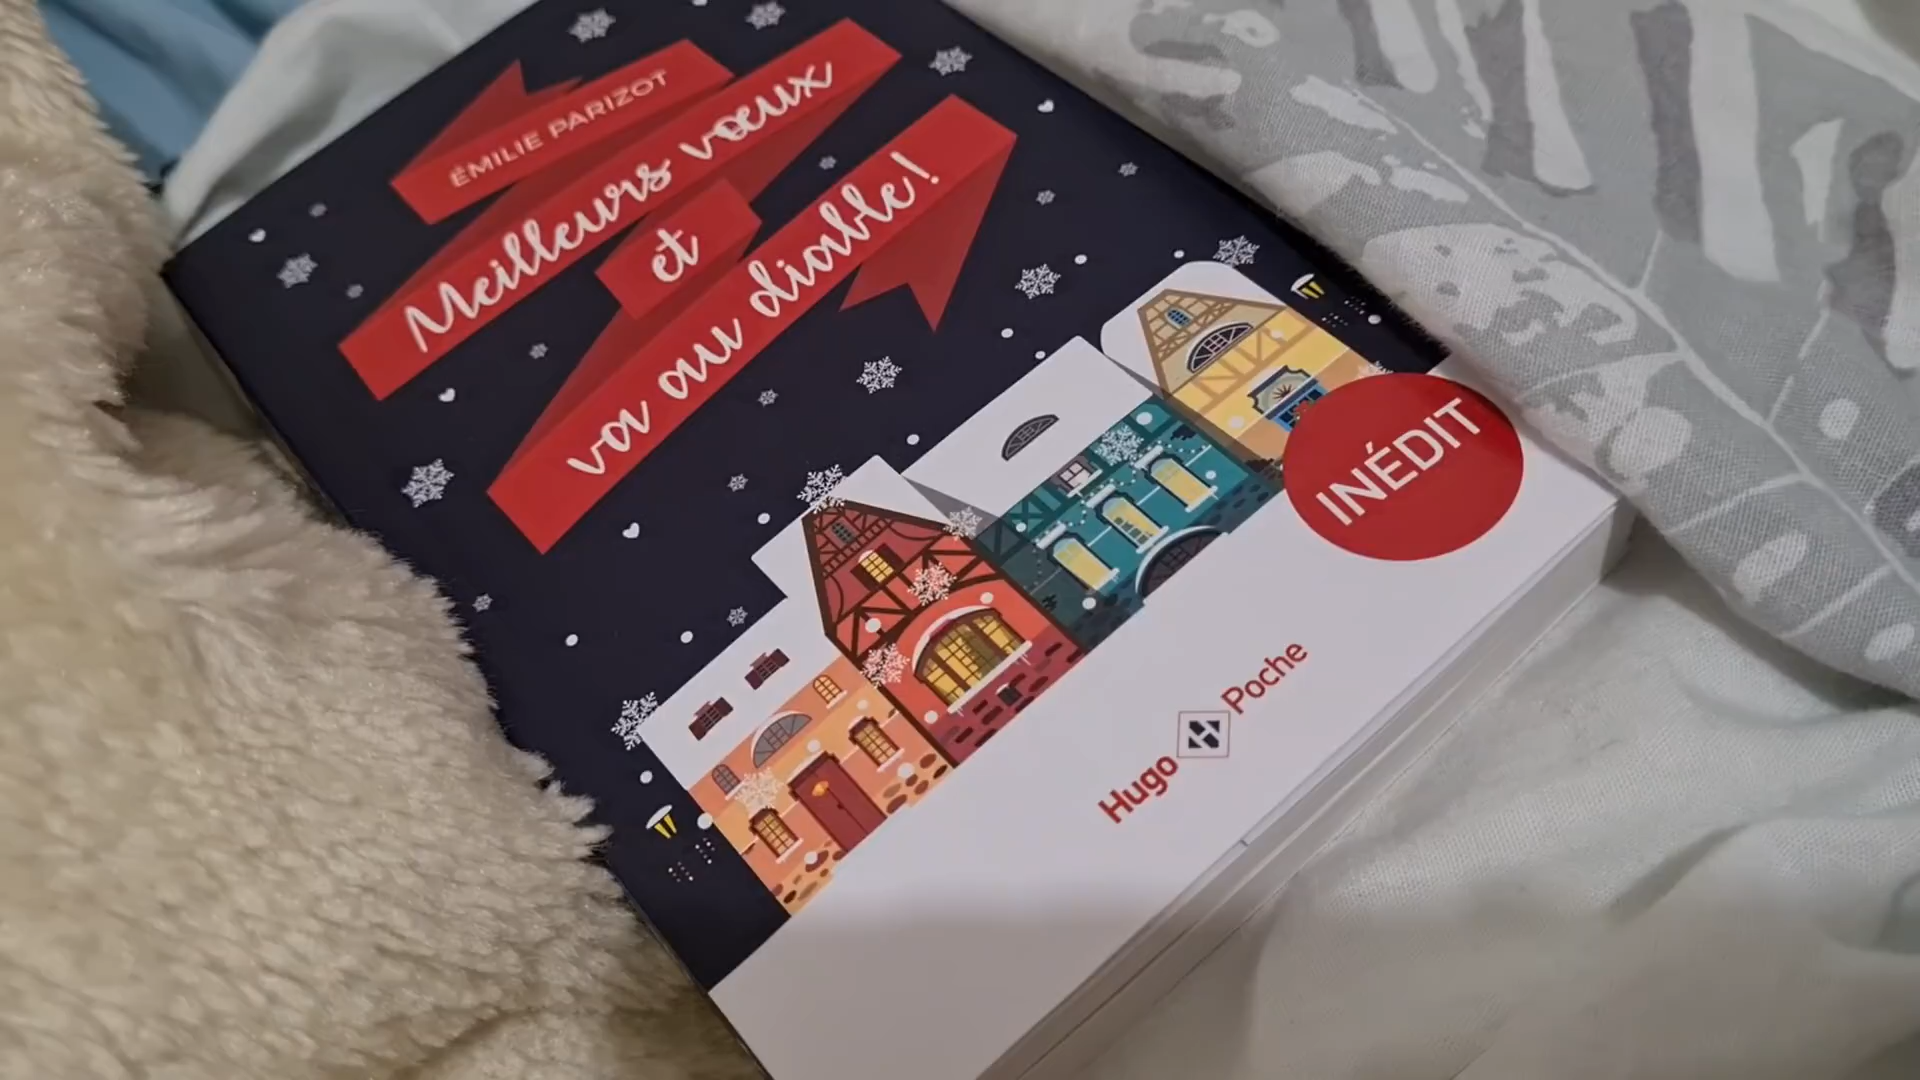 ÉMILIE PARIZOT
Meilleurs vœux
et
va au diable !
INÉDIT
Hugo Poche